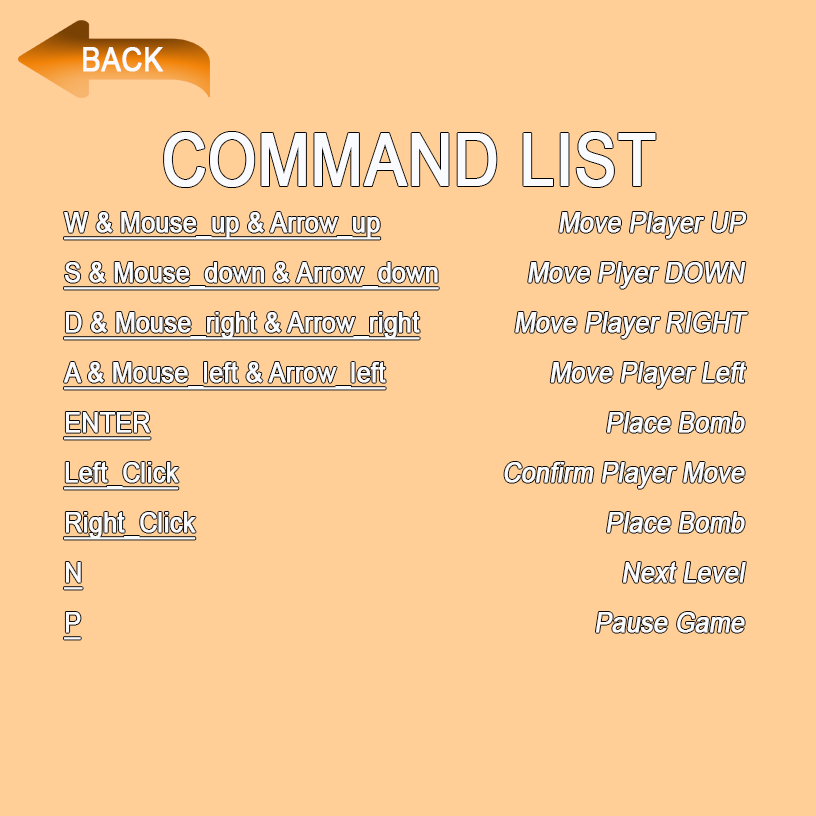 BACK
COMMAND LIST
W & Mouse_up & Arrow_up Move Player UP
S & Mouse_down & Arrow_down Move Plyer DOWN
D & Mouse_right & Arrow_right Move Player RIGHT
A & Mouse_left & Arrow_left Move Player Left
ENTER Place Bomb
Left_Click Confirm Player Move
Right_Click Place Bomb
N Next Level
P Pause Game